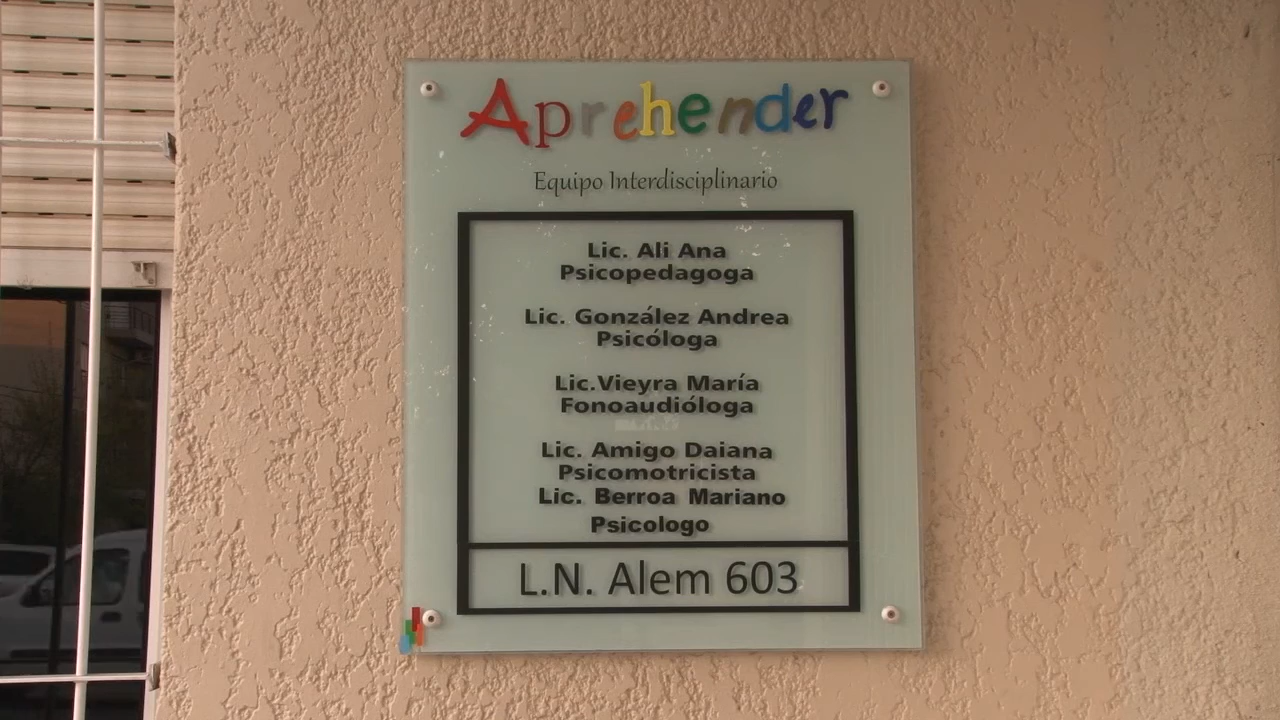 Aprehender
Equipo Interdisciplinario
Lic. Ali Ana
Psicopedagoga
Lic. González Andrea
Psicóloga
Lic.Vieyra María
Fonoaudióloga
Lic. Amigo Daiana
Psicomotricista
Lic. Berroa Mariano
Psicologo
L.N. Alem 603